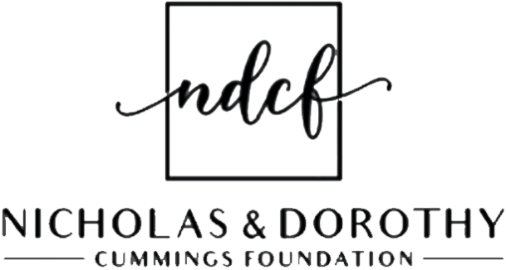 ndcf
NICHOLAS & DOROTHY
CUMMINGS FOUNDATION